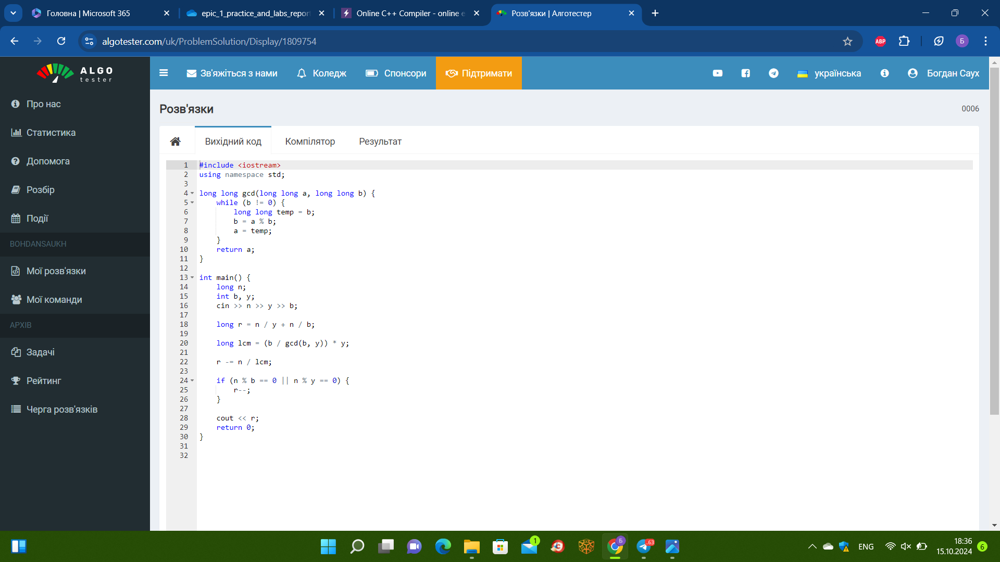 Головна | Microsoft 365
epic_1_practice_and_labs_repor
Online C++ Compiler - online e
Розв'язки | Алготестер
algotester.com/uk/ProblemSolution/Display/1809754
ABP
Б
ALGO
tester
Зв'яжіться з нами
Коледж
Спонсори
Підтримати
українська
Богдан Саух
Про нас
Статистика
Допомога
Розбір
Події
BOHDANSAUKH
Мої розв'язки
Мої команди
АРХІВ
Задачі
Рейтинг
Черга розв'язків
Розв'язки
0006
Вихідний код
Компілятор
Результат
1 #include <iostream>
2 using namespace std;
3
4 long long gcd(long long a, long long b) {
5     while (b != 0) {
6         long long temp = b;
7         b = a % b;
8         a = temp;
9     }
10     return a;
11 }
12
13 int main() {
14     long n;
15     int b, y;
16     cin >> n >> y >> b;
17
18     long r = n / y + n / b;
19
20     long lcm = (b / gcd(b, y)) * y;
21
22     r -= n / lcm;
23
24     if (n % b == 0 || n % y == 0) {
25         r--;
26     }
27
28     cout << r;
29     return 0;
30 }
31
32
1
Б
63
ENG
18:36
15.10.2024
6